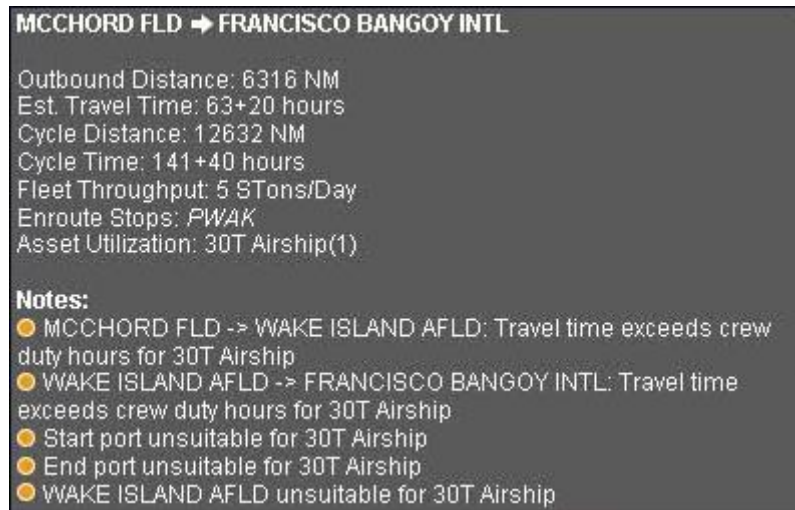 MCCHORD FLD ➔ FRANCISCO BANGOY INTL
Outbound Distance: 6316 NM
Est. Travel Time: 63+20 hours
Cycle Distance: 12632 NM
Cycle Time: 141+40 hours
Fleet Throughput: 5 STons/Day
Enroute Stops: PWAK
Asset Utilization: 30T Airship(1)
Notes:
MCCHORD FLD -> WAKE ISLAND AFLD: Travel time exceeds crew
duty hours for 30T Airship
WAKE ISLAND AFLD -> FRANCISCO BANGOY INTL: Travel time
exceeds crew duty hours for 30T Airship
Start port unsuitable for 30T Airship
End port unsuitable for 30T Airship
WAKE ISLAND AFLD unsuitable for 30T Airship